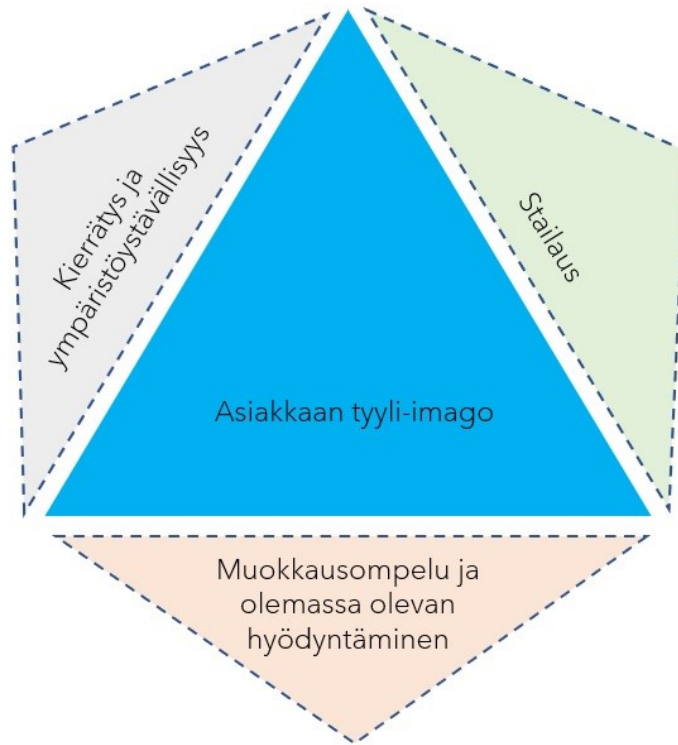 Kierrätys ja
ympäristöystävällisyys
Stailaus
Asiakkaan tyyli-imago
Muokkausompelu ja
olemassa olevan
hyödyntäminen